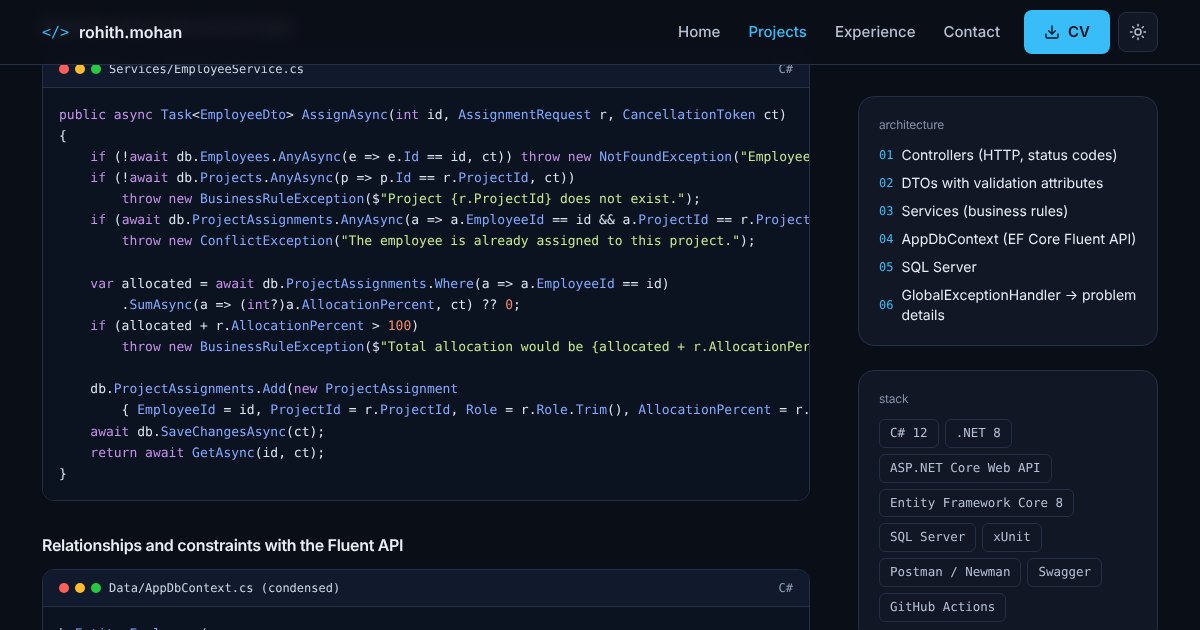 </> rohith.mohan
Home
Projects
Experience
Contact
CV
Services/EmployeeService.cs
C#
public async Task<EmployeeDto> AssignAsync(int id, AssignmentRequest r, CancellationToken ct)
{
    if (!await db.Employees.AnyAsync(e => e.Id == id, ct)) throw new NotFoundException("Employee
    if (!await db.Projects.AnyAsync(p => p.Id == r.ProjectId, ct))
        throw new BusinessRuleException($"Project {r.ProjectId} does not exist.");
    if (await db.ProjectAssignments.AnyAsync(a => a.EmployeeId == id && a.ProjectId == r.Project
        throw new ConflictException("The employee is already assigned to this project.");
    var allocated = await db.ProjectAssignments.Where(a => a.EmployeeId == id)
        .SumAsync(a => (int?)a.AllocationPercent, ct) ?? 0;
    if (allocated + r.AllocationPercent > 100)
        throw new BusinessRuleException($"Total allocation would be {allocated + r.AllocationPer
    db.ProjectAssignments.Add(new ProjectAssignment
        { EmployeeId = id, ProjectId = r.ProjectId, Role = r.Role.Trim(), AllocationPercent = r.
    await db.SaveChangesAsync(ct);
    return await GetAsync(id, ct);
}
Relationships and constraints with the Fluent API
Data/AppDbContext.cs (condensed)
C#
architecture
01 Controllers (HTTP, status codes)
02 DTOs with validation attributes
03 Services (business rules)
04 AppDbContext (EF Core Fluent API)
05 SQL Server
06 GlobalExceptionHandler → problem
details
stack
C# 12
.NET 8
ASP.NET Core Web API
Entity Framework Core 8
SQL Server
xUnit
Postman / Newman
Swagger
GitHub Actions